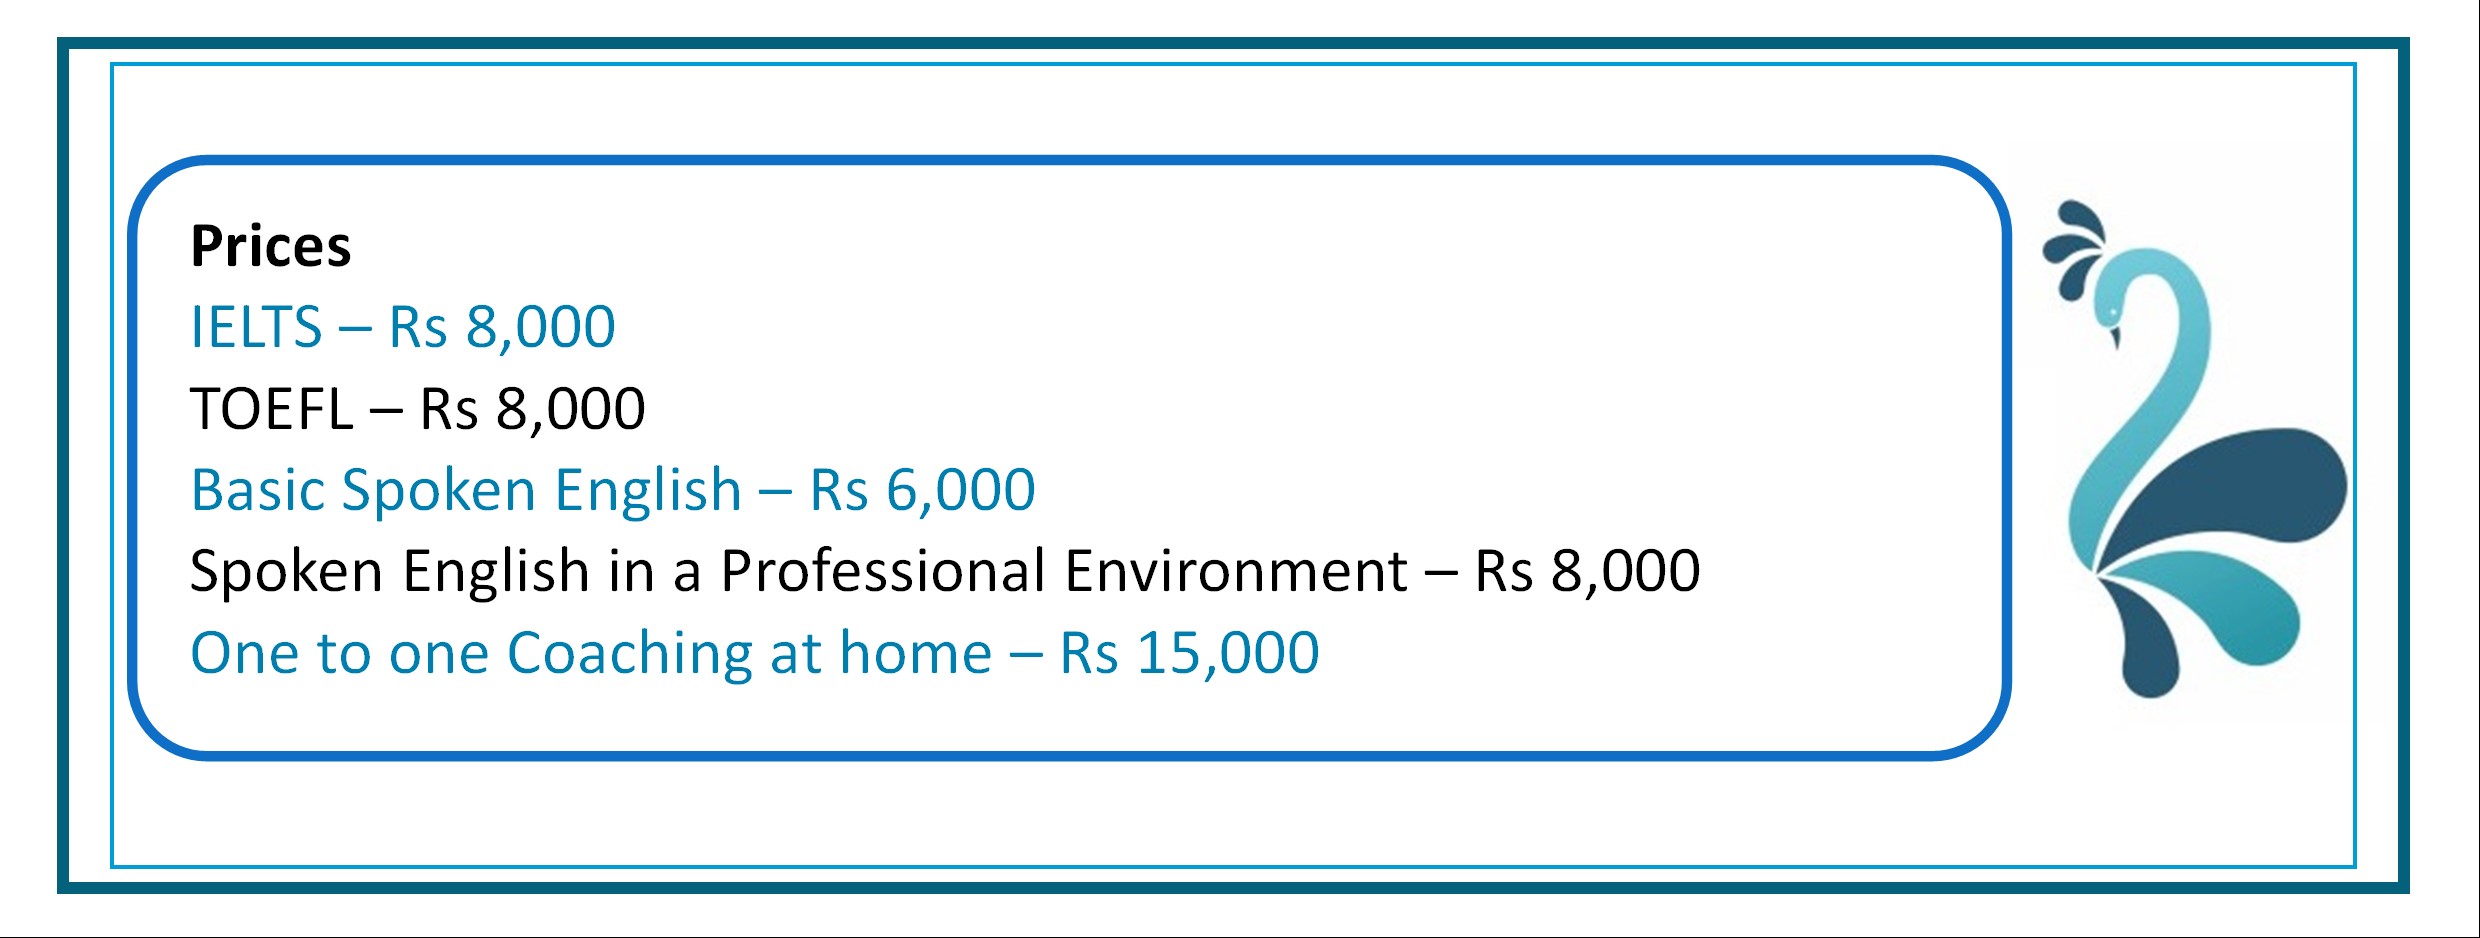 Prices
IELTS – Rs 8,000
TOEFL – Rs 8,000
Basic Spoken English – Rs 6,000
Spoken English in a Professional Environment – Rs 8,000
One to one Coaching at home – Rs 15,000